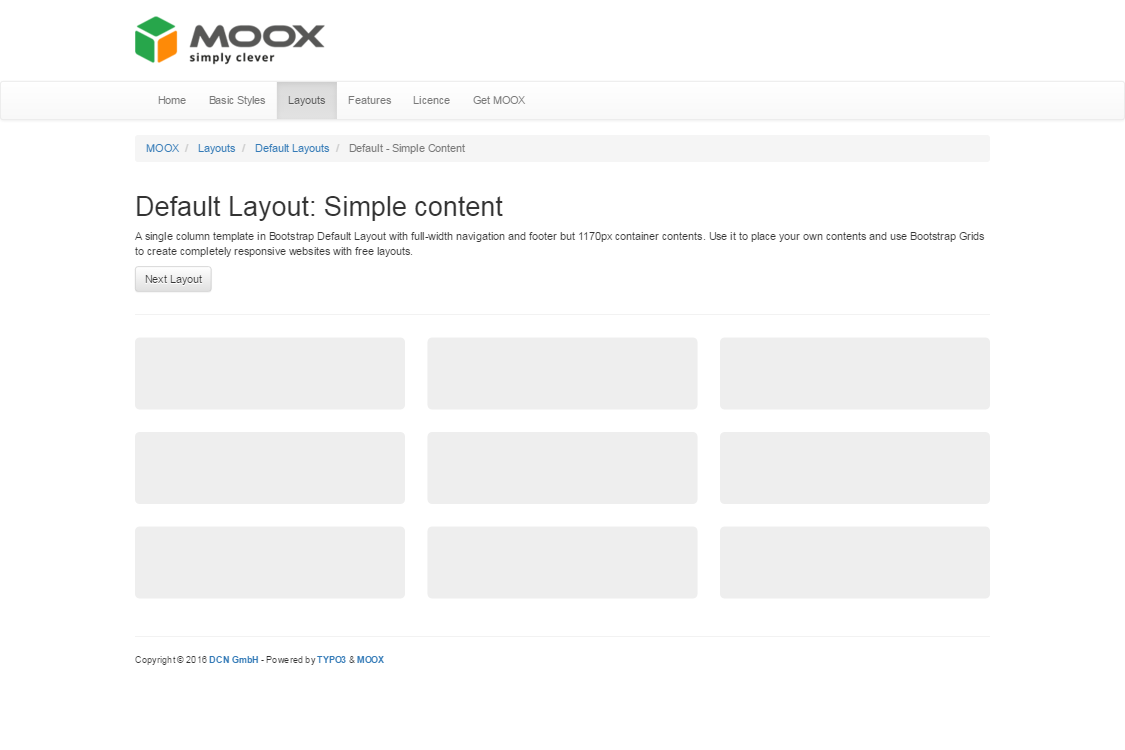 MOOX
simply clever
Home Basic Styles Layouts Features Licence Get MOOX
MOOX / Layouts / Default Layouts / Default - Simple Content
Default Layout: Simple content
A single column template in Bootstrap Default Layout with full-width navigation and footer but 1170px container contents. Use it to place your own contents and use Bootstrap Grids
to create completely responsive websites with free layouts.
Next Layout
Copyright © 2016 DCN GmbH - Powered by TYPO3 & MOOX